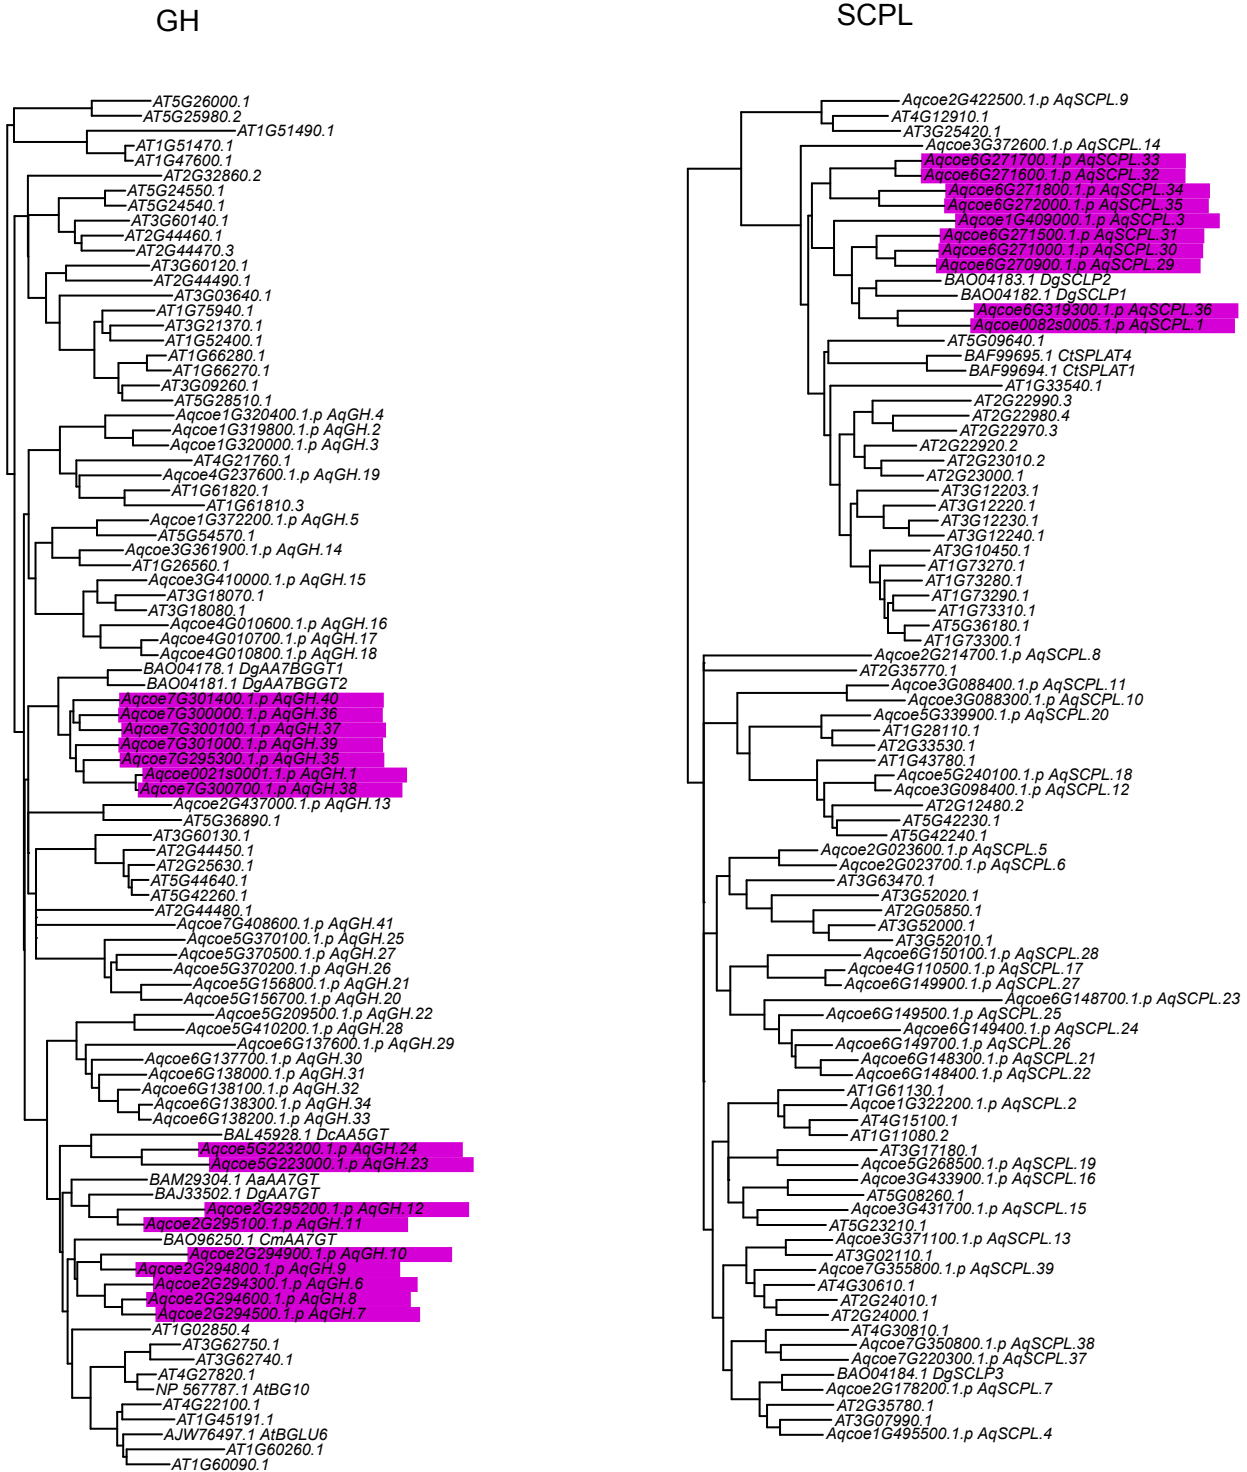 GH
AT5G26000.1
AT5G25980.2
AT1G51490.1
AT1G51470.1
AT1G47600.1
AT2G32860.2
AT5G24550.1
AT5G24540.1
AT3G60140.1
AT2G44460.1
AT2G44470.3
AT3G60120.1
AT2G44490.1
AT3G03640.1
AT1G75940.1
AT3G21370.1
AT1G52400.1
AT1G66280.1
AT1G66270.1
AT3G09260.1
AT5G28510.1
Aqcoe1G320400.1.p AqGH.4
Aqcoe1G319800.1.p AqGH.2
Aqcoe1G320000.1.p AqGH.3
AT4G21760.1
Aqcoe4G237600.1.p AqGH.19
AT1G61820.1
AT1G61810.3
Aqcoe1G372200.1.p AqGH.5
AT5G54570.1
Aqcoe3G361900.1.p AqGH.14
AT1G26560.1
Aqcoe3G410000.1.p AqGH.15
AT3G18070.1
AT3G18080.1
Aqcoe4G010600.1.p AqGH.16
Aqcoe4G010700.1.p AqGH.17
Aqcoe4G010800.1.p AqGH.18
BAO04178.1 DgAA7BGGT1
BAO04181.1 DgAA7BGGT2
Aqcoe7G301400.1.p AqGH.40
Aqcoe7G300000.1.p AqGH.36
Aqcoe7G300100.1.p AqGH.37
Aqcoe7G301000.1.p AqGH.39
Aqcoe7G295300.1.p AqGH.35
Aqcoe0021s0001.1.p AqGH.1
Aqcoe7G300700.1.p AqGH.38
Aqcoe2G437000.1.p AqGH.13
AT5G36890.1
AT3G60130.1
AT2G44450.1
AT2G25630.1
AT5G44640.1
AT5G42260.1
AT2G44480.1
Aqcoe7G408600.1.p AqGH.41
Aqcoe5G370100.1.p AqGH.25
Aqcoe5G370500.1.p AqGH.27
Aqcoe5G370200.1.p AqGH.26
Aqcoe5G156800.1.p AqGH.21
Aqcoe5G156700.1.p AqGH.20
Aqcoe5G209500.1.p AqGH.22
Aqcoe5G410200.1.p AqGH.28
Aqcoe6G137600.1.p AqGH.29
Aqcoe6G137700.1.p AqGH.30
Aqcoe6G138000.1.p AqGH.31
Aqcoe6G138100.1.p AqGH.32
Aqcoe6G138300.1.p AqGH.34
Aqcoe6G138200.1.p AqGH.33
BAL45928.1 DcAA5GT
Aqcoe5G223200.1.p AqGH.24
Aqcoe5G223000.1.p AqGH.23
BAM29304.1 AaAA7GT
BAJ33502.1 DgAA7GT
Aqcoe2G295200.1.p AqGH.12
Aqcoe2G295100.1.p AqGH.11
BAO96250.1 CmAA7GT
Aqcoe2G294900.1.p AqGH.10
Aqcoe2G294800.1.p AqGH.9
Aqcoe2G294300.1.p AqGH.6
Aqcoe2G294600.1.p AqGH.8
Aqcoe2G294500.1.p AqGH.7
AT1G02850.4
AT3G62750.1
AT3G62740.1
AT4G27820.1
NP 567787.1 AtBG10
AT4G22100.1
AT1G45191.1
AJW76497.1 AtBGLU6
AT1G60260.1
AT1G60090.1
SCPL
Aqcoe2G422500.1.p AqSCPL.9
AT4G12910.1
AT3G25420.1
Aqcoe3G372600.1.p AqSCPL.14
Aqcoe6G271700.1.p AqSCPL.33
Aqcoe6G271600.1.p AqSCPL.32
Aqcoe6G271800.1.p AqSCPL.34
Aqcoe6G272000.1.p AqSCPL.35
Aqcoe1G409000.1.p AqSCPL.3
Aqcoe6G271500.1.p AqSCPL.31
Aqcoe6G271000.1.p AqSCPL.30
Aqcoe6G270900.1.p AqSCPL.29
BAO04183.1 DgSCLP2
BAO04182.1 DgSCLP1
Aqcoe6G319300.1.p AqSCPL.36
Aqcoe0082s0005.1.p AqSCPL.1
AT5G09640.1
BAF99695.1 CtSPLAT4
BAF99694.1 CtSPLAT1
AT1G33540.1
AT2G22990.3
AT2G22980.4
AT2G22970.3
AT2G22920.2
AT2G23010.2
AT2G23000.1
AT3G12203.1
AT3G12220.1
AT3G12230.1
AT3G12240.1
AT3G10450.1
AT1G73270.1
AT1G73280.1
AT1G73290.1
AT1G73310.1
AT5G36180.1
AT1G73300.1
Aqcoe2G214700.1.p AqSCPL.8
AT2G35770.1
Aqcoe3G088400.1.p AqSCPL.11
Aqcoe3G088300.1.p AqSCPL.10
Aqcoe5G339900.1.p AqSCPL.20
AT1G28110.1
AT2G33530.1
AT1G43780.1
Aqcoe5G240100.1.p AqSCPL.18
Aqcoe3G098400.1.p AqSCPL.12
AT2G12480.2
AT5G42230.1
AT5G42240.1
Aqcoe2G023600.1.p AqSCPL.5
Aqcoe2G023700.1.p AqSCPL.6
AT3G63470.1
AT3G52020.1
AT2G05850.1
AT3G52000.1
AT3G52010.1
Aqcoe6G150100.1.p AqSCPL.28
Aqcoe4G110500.1.p AqSCPL.17
Aqcoe6G149900.1.p AqSCPL.27
Aqcoe6G148700.1.p AqSCPL.23
Aqcoe6G149500.1.p AqSCPL.25
Aqcoe6G149400.1.p AqSCPL.24
Aqcoe6G149700.1.p AqSCPL.26
Aqcoe6G148300.1.p AqSCPL.21
Aqcoe6G148400.1.p AqSCPL.22
AT1G61130.1
Aqcoe1G322200.1.p AqSCPL.2
AT4G15100.1
AT1G11080.2
AT3G17180.1
Aqcoe5G268500.1.p AqSCPL.19
Aqcoe3G433900.1.p AqSCPL.16
AT5G08260.1
Aqcoe3G431700.1.p AqSCPL.15
AT5G23210.1
Aqcoe3G371100.1.p AqSCPL.13
AT3G02110.1
Aqcoe7G355800.1.p AqSCPL.39
AT4G30610.1
AT2G24010.1
AT2G24000.1
AT4G30810.1
Aqcoe7G350800.1.p AqSCPL.38
Aqcoe7G220300.1.p AqSCPL.37
BAO04184.1 DgSCLP3
Aqcoe2G178200.1.p AqSCPL.7
AT2G35780.1
AT3G07990.1
Aqcoe1G495500.1.p AqSCPL.4